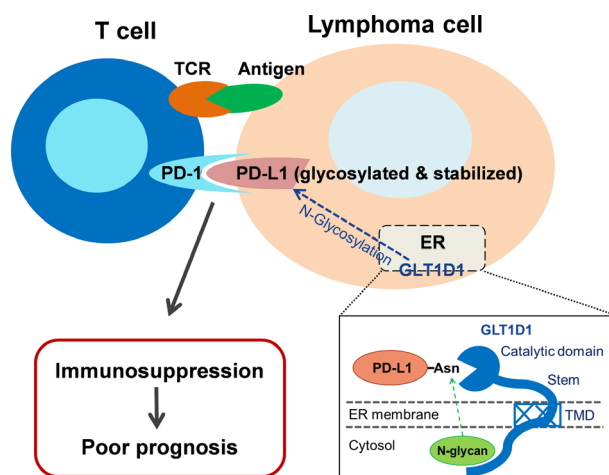 T cell
Lymphoma cell
TCR
Antigen
PD-1
PD-L1 (glycosylated & stabilized)
N-Glycosylation
ER
GLT1D1
Immunosuppression
Poor prognosis
GLT1D1
Catalytic domain
PD-L1
Asn
Stem
ER membrane
TMD
Cytosol
N-glycan